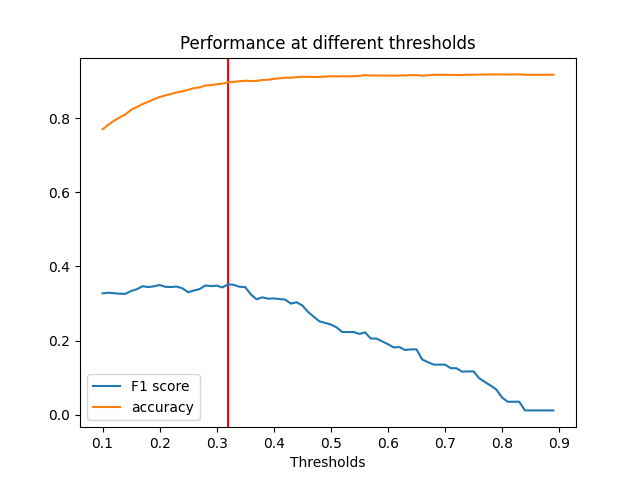 Performance at different thresholds
0.8
0.6
0.4
0.2
0.0
F1 score
accuracy
0.1 0.2 0.3 0.4 0.5 0.6 0.7 0.8 0.9
Thresholds